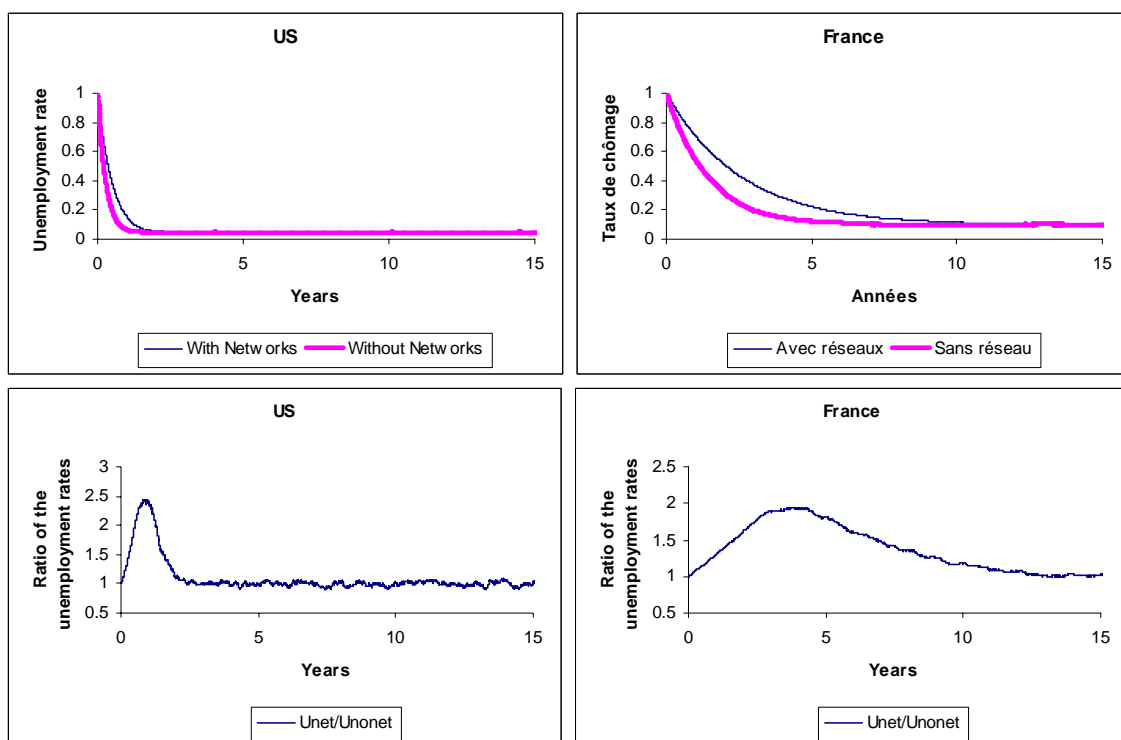 US
Unemployment rate
1
0.8
0.6
0.4
0.2
0
0 5 10 15
Years
With Networks Without Networks
France
Taux de chômage
1
0.8
0.6
0.4
0.2
0
0 5 10 15
Années
Avec réseaux Sans réseau
US
Ratio of the
unemployment rates
3
2.5
2
1.5
1
0.5
0 5 10 15
Years
Unet/Unonet
France
Ratio of the
unemployment rates
2.5
2
1.5
1
0.5
0 5 10 15
Years
Unet/Unonet